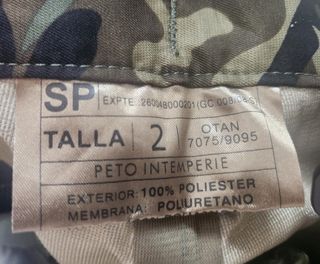 SP EXPTE.
TALLA 2 OTAN 7075/9095
PETO INTEMPERIE
EXTERIOR: 100% POLIESTER
MEMBRANA: POLIURETANO